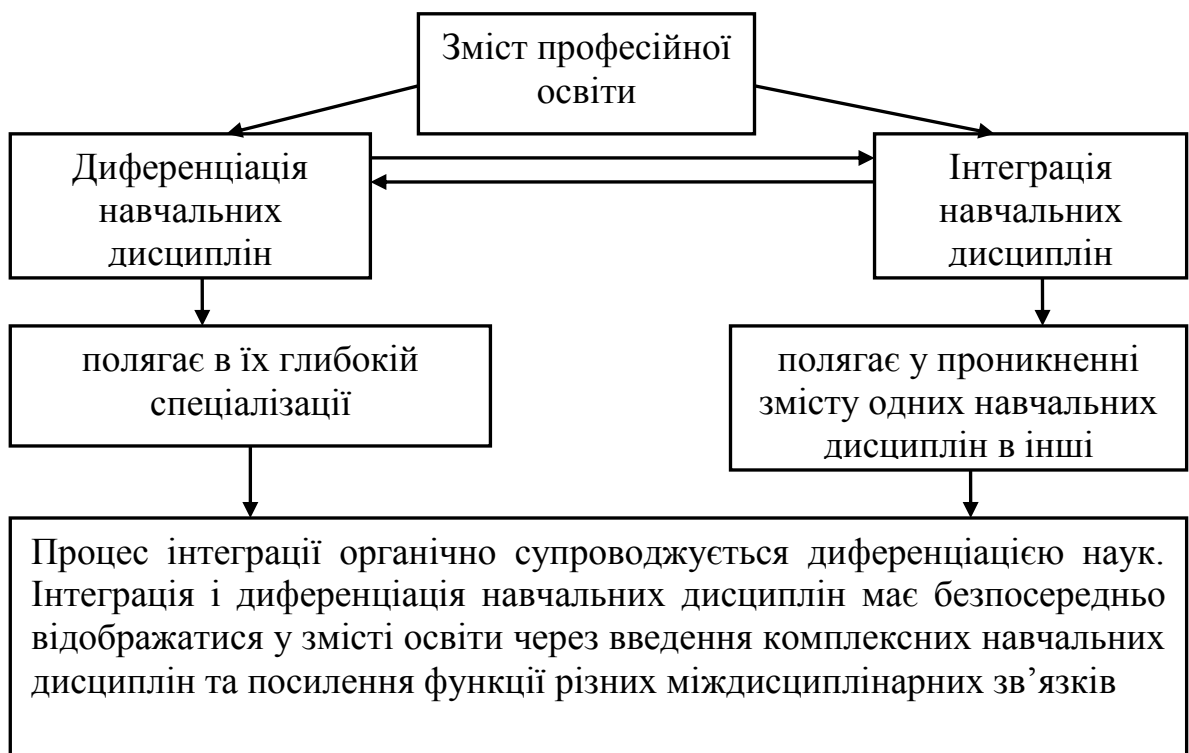 Зміст професійної
освіти
Диференціація
навчальних
дисциплін
Інтеграція
навчальних
дисциплін
полягає в їх глибокій
спеціалізації
полягає у проникненні
змісту одних навчальних
дисциплін в інші
Процес інтеграції органічно супроводжується диференціацією наук.
Інтеграція і диференціація навчальних дисциплін має безпосередньо
відображатися у змісті освіти через введення комплексних навчальних
дисциплін та посилення функції різних міждисциплінарних зв’язків